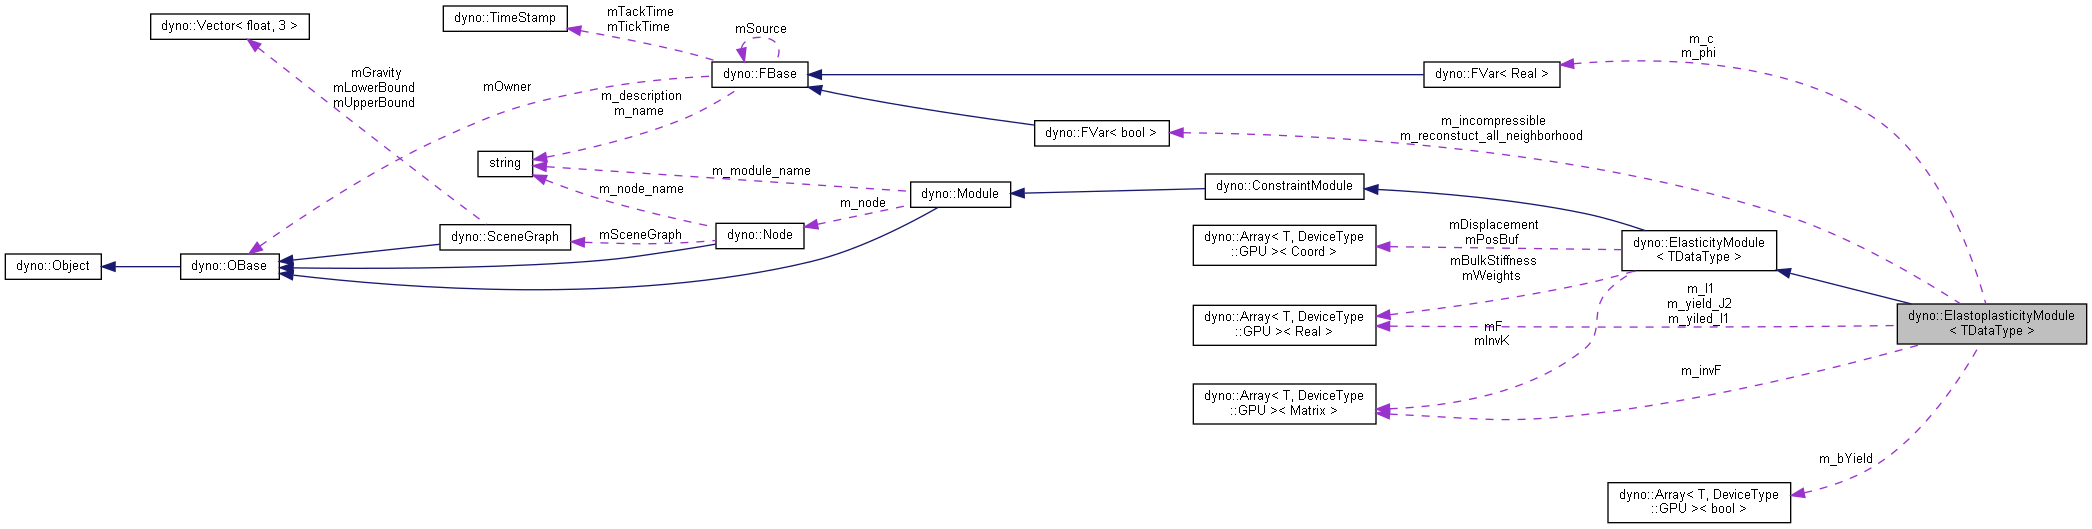 dyno::TimeStamp
mTackTime
mTickTime
mSource
dyno::Vector< float, 3 >
m_c
m_phi
mGravity
mLowerBound
mUpperBound
mOwner
dyno::FBase
dyno::FVar< Real >
m_description
m_name
m_incompressible
m_reconstuct_all_neighborhood
dyno::FVar< bool >
string
m_module_name
m_node_name
dyno::Module
dyno::ConstraintModule
m_node
dyno::SceneGraph
mSceneGraph
dyno::Node
dyno::Array< T, DeviceType
::GPU >< Coord >
mDisplacement
mPosBuf
dyno::ElasticityModule
< TDataType >
dyno::Object
dyno::OBase
mBulkStiffness
mWeights
dyno::Array< T, DeviceType
::GPU >< Real >
m_I1
m_yield_J2
m_yiled_I1
dyno::ElastoplasticityModule
< TDataType >
mF
mInvK
m_invF
dyno::Array< T, DeviceType
::GPU >< Matrix >
m_bYield
dyno::Array< T, DeviceType
::GPU >< bool >